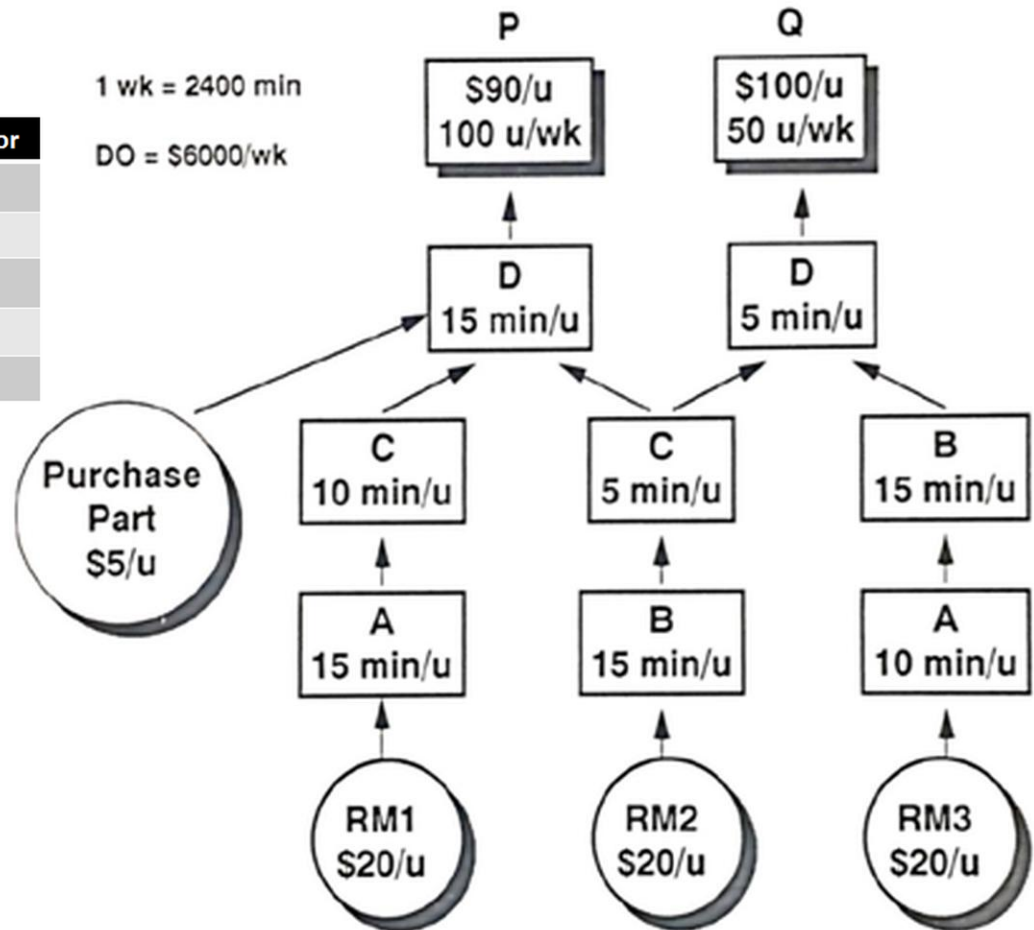 P
Q
1 wk = 2400 min
DO = $6000/wk
or
$90/u
100 u/wk
$100/u
50 u/wk
D
15 min/u
D
5 min/u
Purchase
Part
$5/u
C
10 min/u
C
5 min/u
B
15 min/u
A
15 min/u
B
15 min/u
A
10 min/u
RM1
$20/u
RM2
$20/u
RM3
$20/u